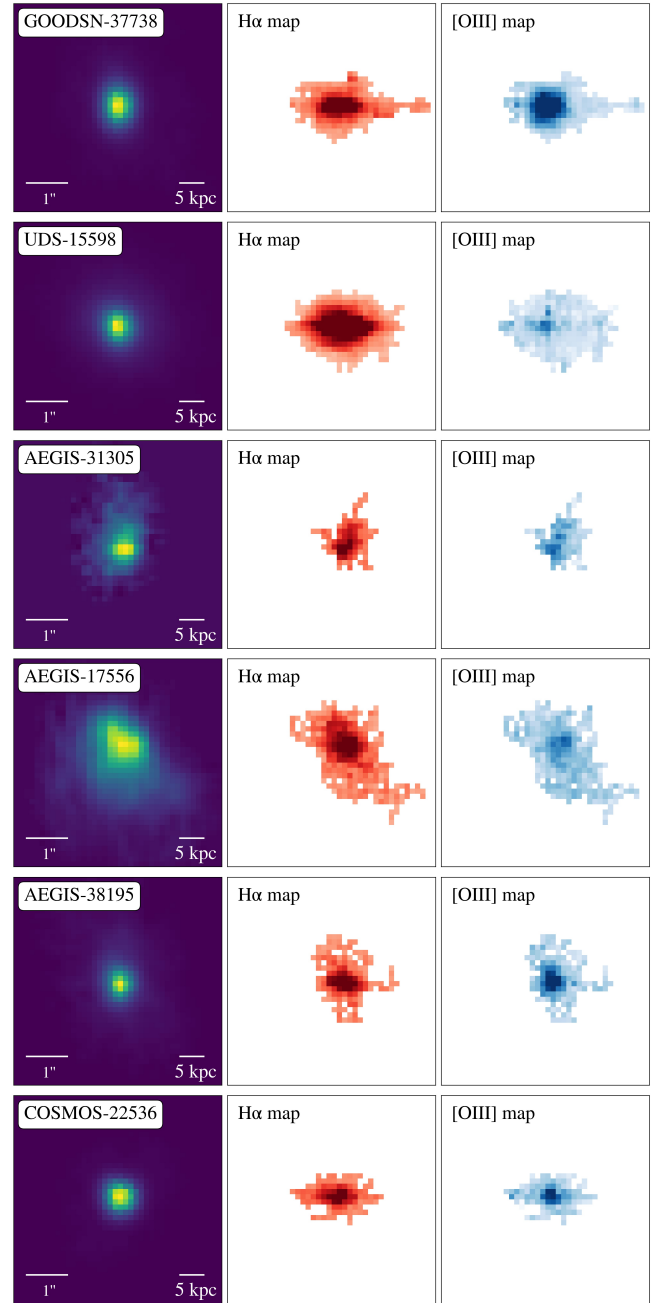 GOODSN-37738
Hα map
[OIII] map
1"
5 kpc
UDS-15598
Hα map
[OIII] map
1"
5 kpc
AEGIS-31305
Hα map
[OIII] map
1"
5 kpc
AEGIS-17556
Hα map
[OIII] map
1"
5 kpc
AEGIS-38195
Hα map
[OIII] map
1"
5 kpc
COSMOS-22536
Hα map
[OIII] map
1"
5 kpc